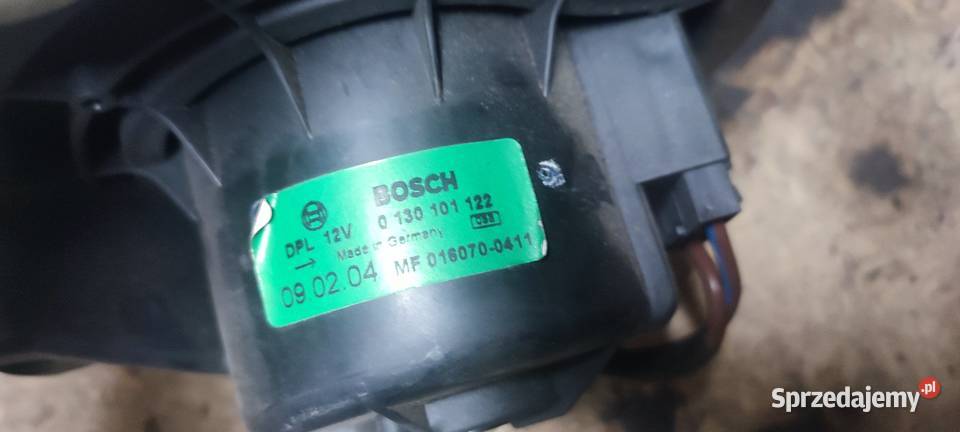 BOSCH
DPL 12V 0 130 101 122
Made in Germany
09 02.04 MF 016070-0411
Sprzedajemy.pl